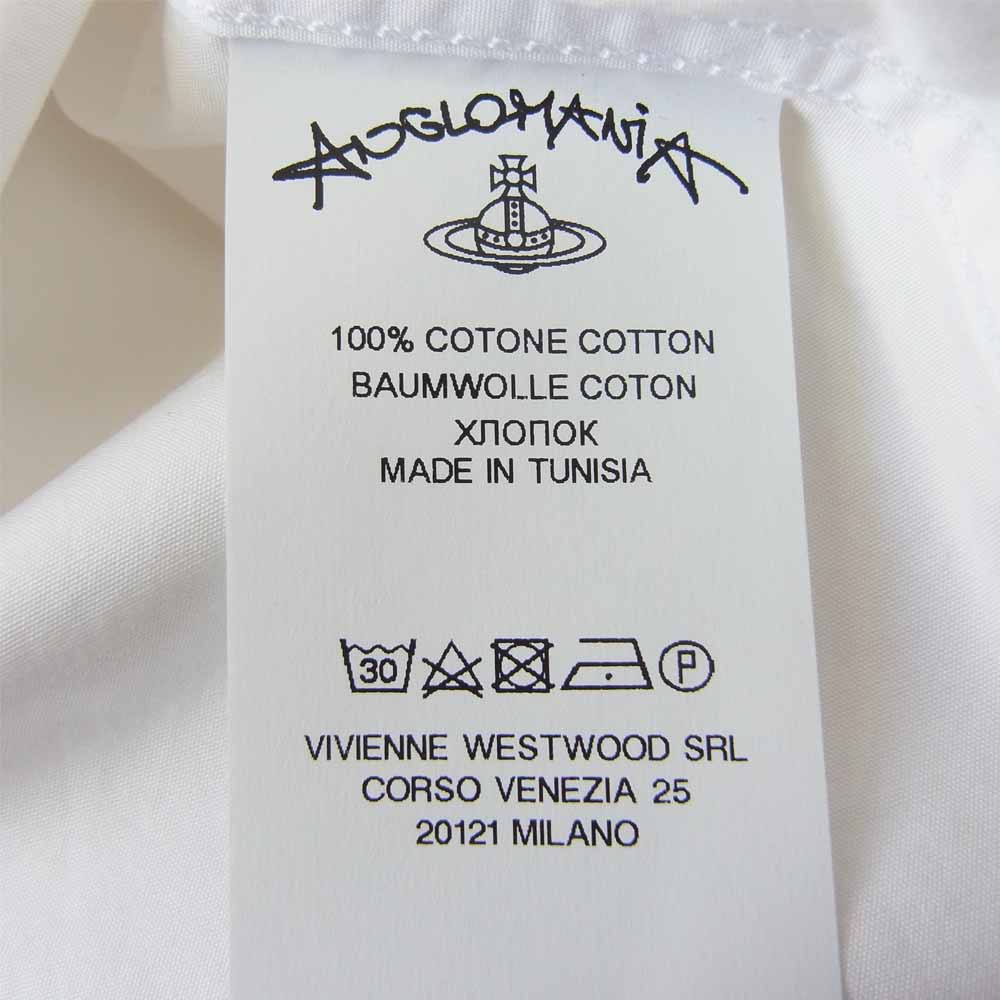 ANGLOMANiA
100% COTONE COTTON
BAUMWOLLE COTON
ХЛОПОК
MADE IN TUNISIA
30 P
VIVIENNE WESTWOOD SRL
CORSO VENEZIA 25
20121 MILANO